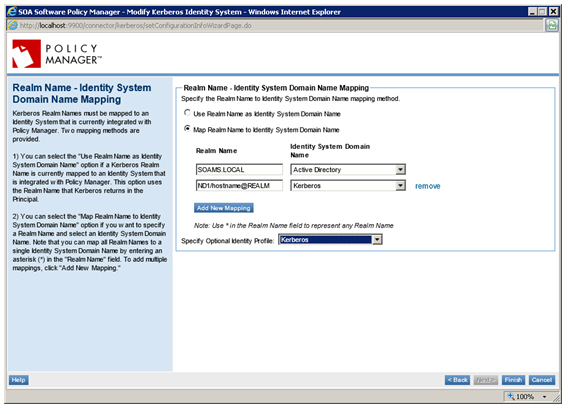 SOA Software Policy Manager - Modify Kerberos Identity System - Windows Internet Explorer
http://localhost:9900/connector/kerberos/setConfigurationInfoWizardPage.do
POLICY
MANAGER™
Realm Name - Identity System
Domain Name Mapping
Kerberos Realm Names must be mapped to an
Identity System that is currently integrated with
Policy Manager. Two mapping methods are
provided.
1) You can select the "Use Realm Name as Identity
System Domain Name" option if a Kerberos Realm
Name is currently mapped to an Identity System that
is integrated with Policy Manager. This option uses
the Realm Name that Kerberos returns in the
Principal.
2) You can select the "Map Realm Name to Identity
System Domain Name" option if you want to specify
a Realm Name and select an Identity System Domain
Name. Note that you can map all Realm Names to a
single Identity System Domain Name by entering an
asterisk (*) in the "Realm Name" field. To add multiple
mappings, click "Add New Mapping."
Realm Name - Identity System Domain Name Mapping
Specify the Realm Name to Identity System Domain Name mapping method.
Use Realm Name as Identity System Domain Name
Map Realm Name to Identity System Domain Name
Realm Name Identity System Domain
Name
SOAMS.LOCAL Active Directory
ND1/hostname@REALM Kerberos remove
Add New Mapping
Note: Use * in the Realm Name field to represent any Realm Name
Specify Optional Identity Profile: Kerberos
Help < Back Next > Finish Cancel
100%